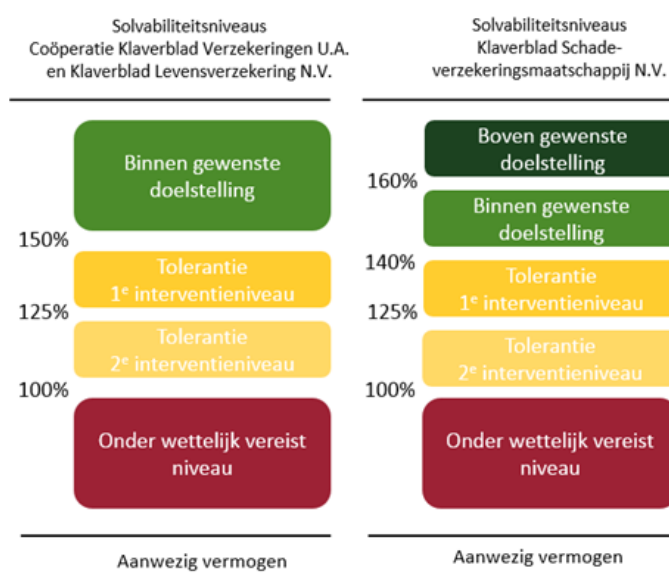 Solvabiliteitsniveaus
Coöperatie Klaverblad Verzekeringen U.A.
en Klaverblad Levensverzekering N.V.
Binnen gewenste
doelstelling
150%
Tolerantie
1e interventieniveau
125%
Tolerantie
2e interventieniveau
100%
Onder wettelijk vereist
niveau
Aanwezig vermogen
Solvabiliteitsniveaus
Klaverblad Schade-
verzekeringsmaatschappij N.V.
Boven gewenste
doelstelling
160%
Binnen gewenste
doelstelling
140%
Tolerantie
1e interventieniveau
125%
Tolerantie
2e interventieniveau
100%
Onder wettelijk vereist
niveau
Aanwezig vermogen